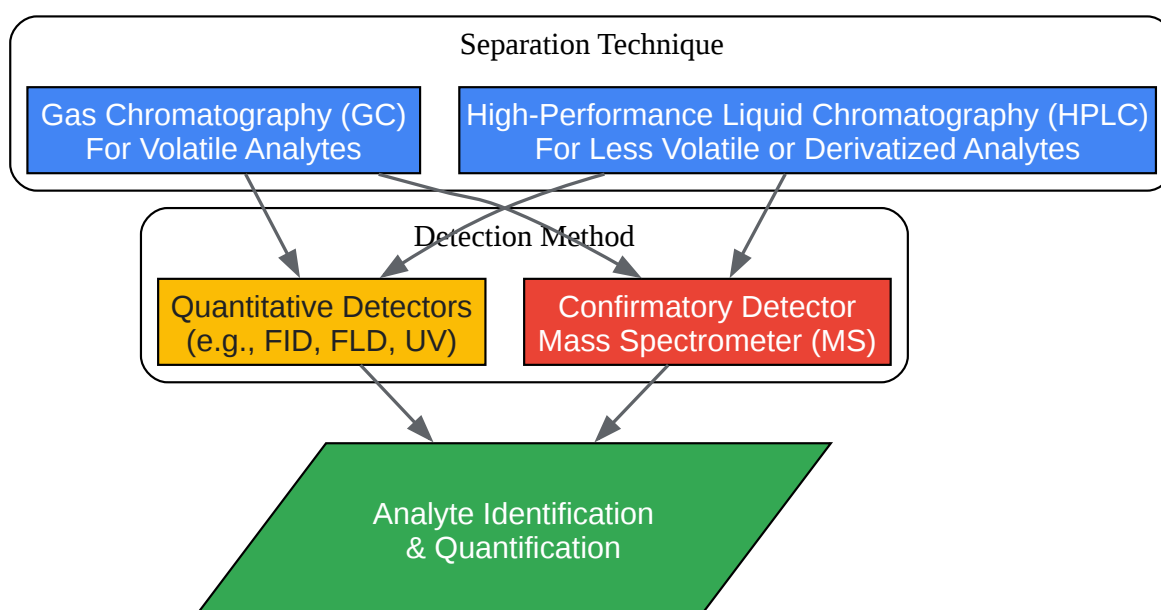 Separation Technique
Gas Chromatography (GC)
For Volatile Analytes
High-Performance Liquid Chromatography (HPLC)
For Less Volatile or Derivatized Analytes
Detection Method
Quantitative Detectors
(e.g., FID, FLD, UV)
Confirmatory Detector
Mass Spectrometer (MS)
Analyte Identification
& Quantification